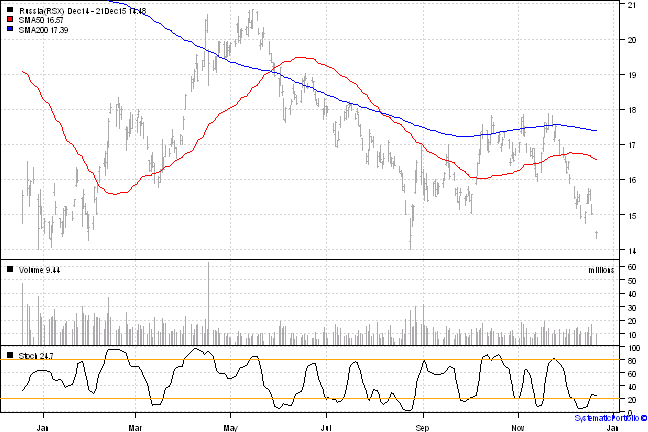 Russia(RSX) Dec14 - 21Dec15 14.48
SMA50 16.57
SMA200 17.39
21
20
19
18
17
16
15
14
Volume 9.44
millions
60
50
40
30
20
10
Stoch 24.7
100
80
60
40
20
0
Jan Mar May Jul Sep Nov Jan
SystematicPortfolio ©